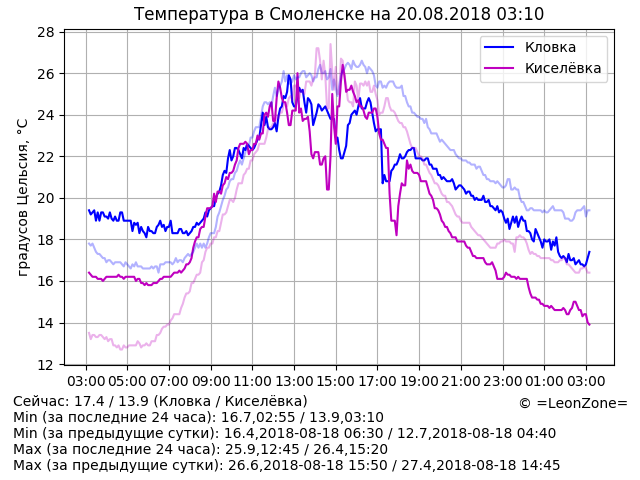 Температура в Смоленске на 20.08.2018 03:10
28
26
24
22
20
18
16
14
12
градусов Цельсия, °C
Кловка
Киселёвка
03:00 05:00 07:00 09:00 11:00 13:00 15:00 17:00 19:00 21:00 23:00 01:00 03:00
Сейчас: 17.4 / 13.9 (Кловка / Киселёвка)
© =LeonZone=
Min (за последние 24 часа): 16.7,02:55 / 13.9,03:10
Min (за предыдущие сутки): 16.4,2018-08-18 06:30 / 12.7,2018-08-18 04:40
Max (за последние 24 часа): 25.9,12:45 / 26.4,15:20
Max (за предыдущие сутки): 26.6,2018-08-18 15:50 / 27.4,2018-08-18 14:45